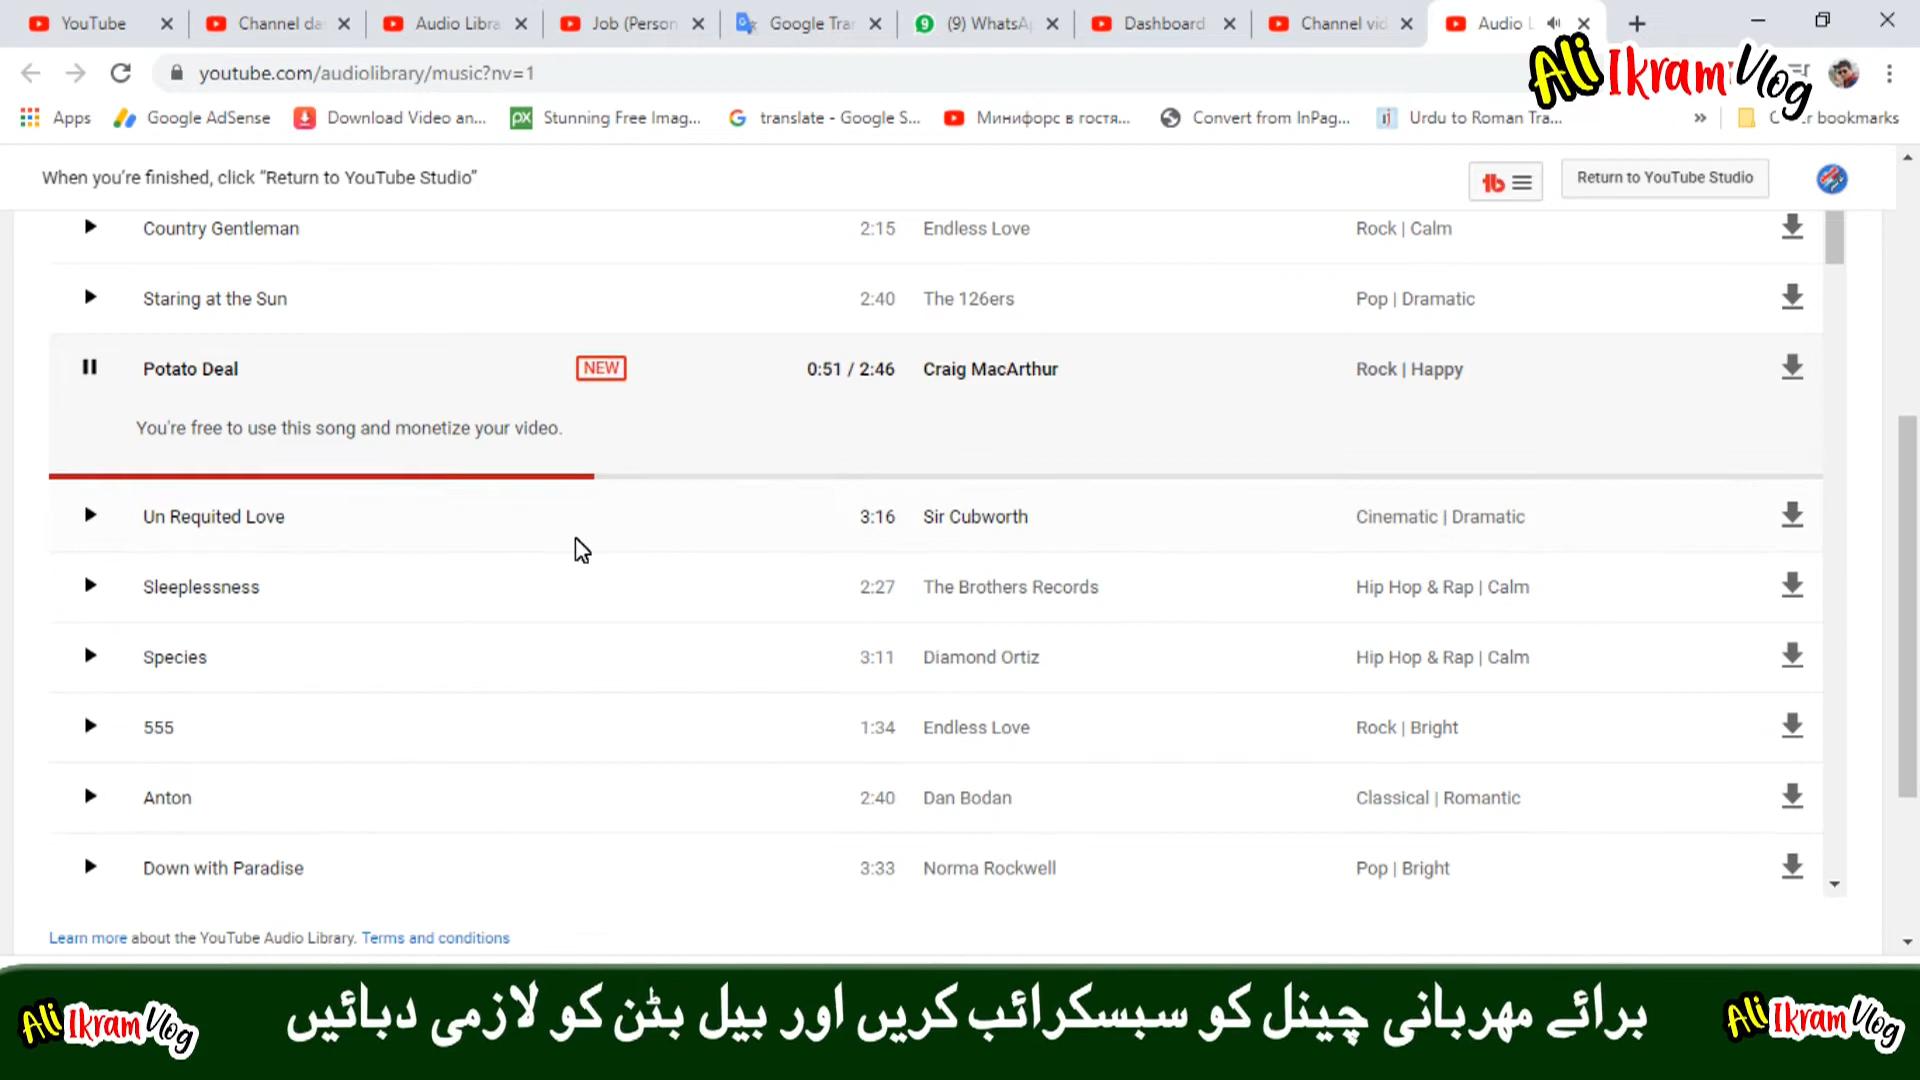 YouTube Channel da Audio Libra Job (Person Google Tra (9) WhatsA Dashboard Channel vid Audio L
youtube.com/audiolibrary/music?nv=1
Ali Ikram Vlog
Apps Google AdSense Download Video an... Stunning Free Imag... translate - Google S... Минифорс в гостя... Convert from InPag... Urdu to Roman Tra... » bookmarks
When you're finished, click “Return to YouTube Studio” Return to YouTube Studio
Country Gentleman 2:15 Endless Love Rock | Calm
Staring at the Sun 2:40 The 126ers Pop | Dramatic
Potato Deal NEW 0:51 / 2:46 Craig MacArthur Rock | Happy
You're free to use this song and monetize your video.
Un Requited Love 3:16 Sir Cubworth Cinematic | Dramatic
Sleeplessness 2:27 The Brothers Records Hip Hop & Rap | Calm
Species 3:11 Diamond Ortiz Hip Hop & Rap | Calm
555 1:34 Endless Love Rock | Bright
Anton 2:40 Dan Bodan Classical | Romantic
Down with Paradise 3:33 Norma Rockwell Pop | Bright
Learn more about the YouTube Audio Library. Terms and conditions
Ali Ikram Vlog
برائے مہربانی چینل کو سبسکرائب کریں اور بیل بٹن کو لازمی دبائیں
Ali Ikram Vlog